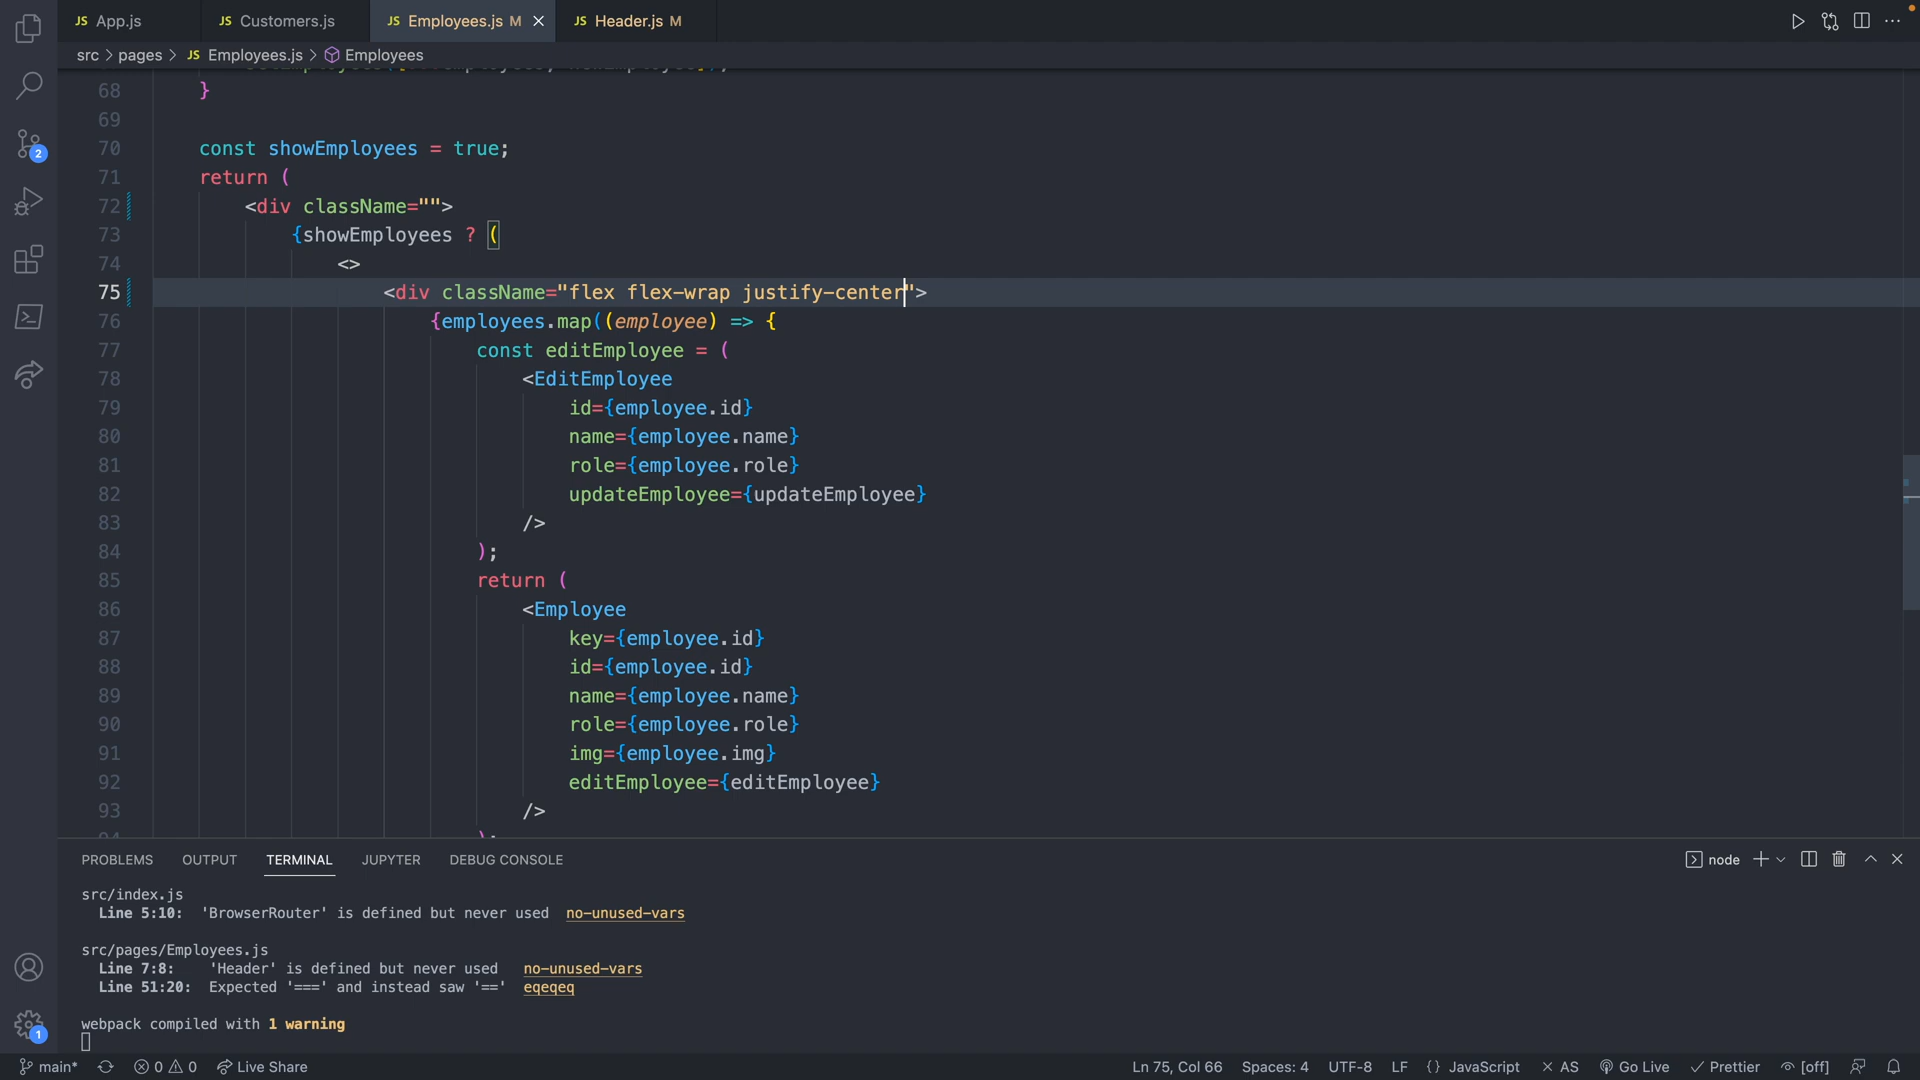 JS App.js JS Customers.js JS Employees.js M JS Header.js M
src > pages > JS Employees.js > Employees
68 }
69
70 const showEmployees = true;
71 return (
72 <div className="">
73 {showEmployees ? (
74 <>
75 <div className="flex flex-wrap justify-center">
76 {employees.map((employee) => {
77 const editEmployee = (
78 <EditEmployee
79 id={employee.id}
80 name={employee.name}
81 role={employee.role}
82 updateEmployee={updateEmployee}
83 />
84 );
85 return (
86 <Employee
87 key={employee.id}
88 id={employee.id}
89 name={employee.name}
90 role={employee.role}
91 img={employee.img}
92 editEmployee={editEmployee}
93 />
94 );
PROBLEMS OUTPUT TERMINAL JUPYTER DEBUG CONSOLE node
src/index.js
Line 5:10: 'BrowserRouter' is defined but never used no-unused-vars
src/pages/Employees.js
Line 7:8: 'Header' is defined but never used no-unused-vars
Line 51:20: Expected '===' and instead saw '==' eqeqeq
webpack compiled with 1 warning
main* 0 0 Live Share Ln 75, Col 66 Spaces: 4 UTF-8 LF {} JavaScript × AS Go Live ✓ Prettier [off]
2
1